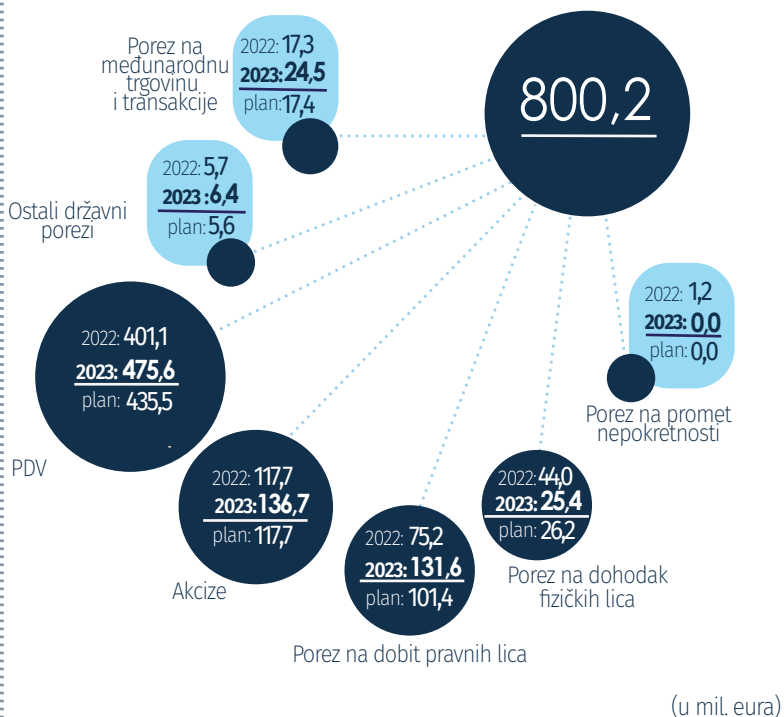 Porez na
međunarodnu
trgovinu
i transakcije
2022: 17,3
2023: 24,5
plan: 17,4
800,2
Ostali državni
porezi
2022: 5,7
2023 :6,4
plan: 5,6
2022: 1,2
2023: 0,0
plan: 0,0
Porez na promet
nepokretnosti
2022: 401,1
2023: 475,6
plan: 435,5
PDV
2022: 117,7
2023: 136,7
plan: 117,7
Akcize
2022: 75,2
2023: 131,6
plan: 101,4
Porez na dobit pravnih lica
2022: 44,0
2023: 25,4
plan: 26,2
Porez na dohodak
fizičkih lica
(u mil. eura)